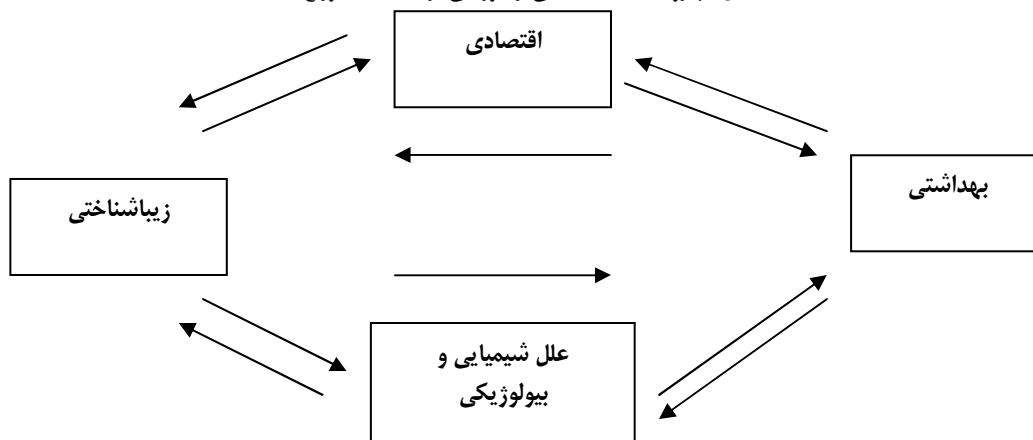 اقتصادی
بهداشتی
زیباشناختی
علل شیمیایی و
بیولوژیکی